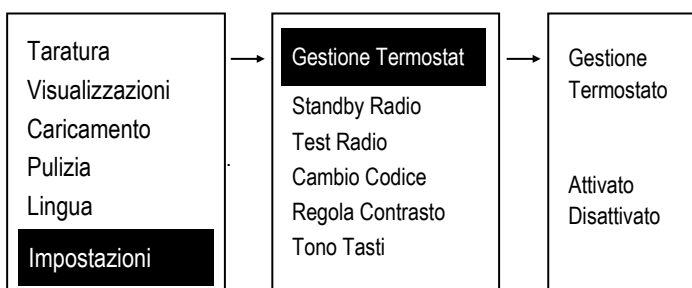 Taratura
Visualizzazioni
Caricamento
Pulizia
Lingua
Impostazioni
Gestione Termostat
Standby Radio
Test Radio
Cambio Codice
Regola Contrasto
Tono Tasti
Gestione
Termostato
Attivato
Disattivato